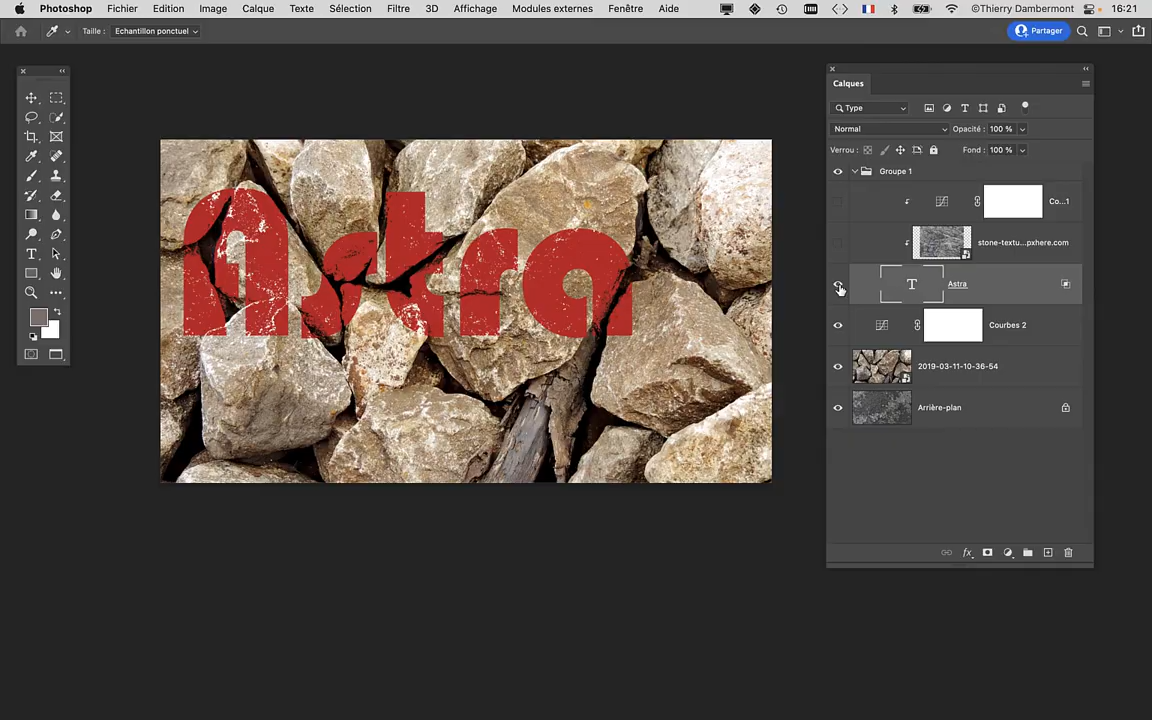 Photoshop Fichier Edition Image Calque Texte Sélection Filtre 3D Affichage Modules externes Fenêtre Aide ©Thierry Dambermont 16:21
Taille : Echantillon ponctuel Partager
Calques
Type
Normal Opacité : 100 %
Verrou : Fond : 100 %
Groupe 1
Co...1
stone-textu...pxhere.com
T Astra
Courbes 2
2019-03-11-10-36-54
Arrière-plan
fx
Astra